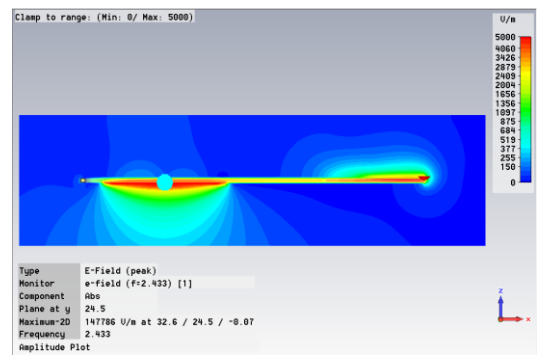 Clamp to range: (Min: 0/ Max: 5000)
V/m
5000
4060
3426
2879
2409
2004
1656
1356
1097
875
684
519
377
255
150
0
Type E-Field (peak)
Monitor e-field (f=2.433) [1]
Component Abs
Plane at y 24.5
Maximum-2D 147786 V/m at 32.6 / 24.5 / -0.07
Frequency 2.433
Amplitude Plot
z
x